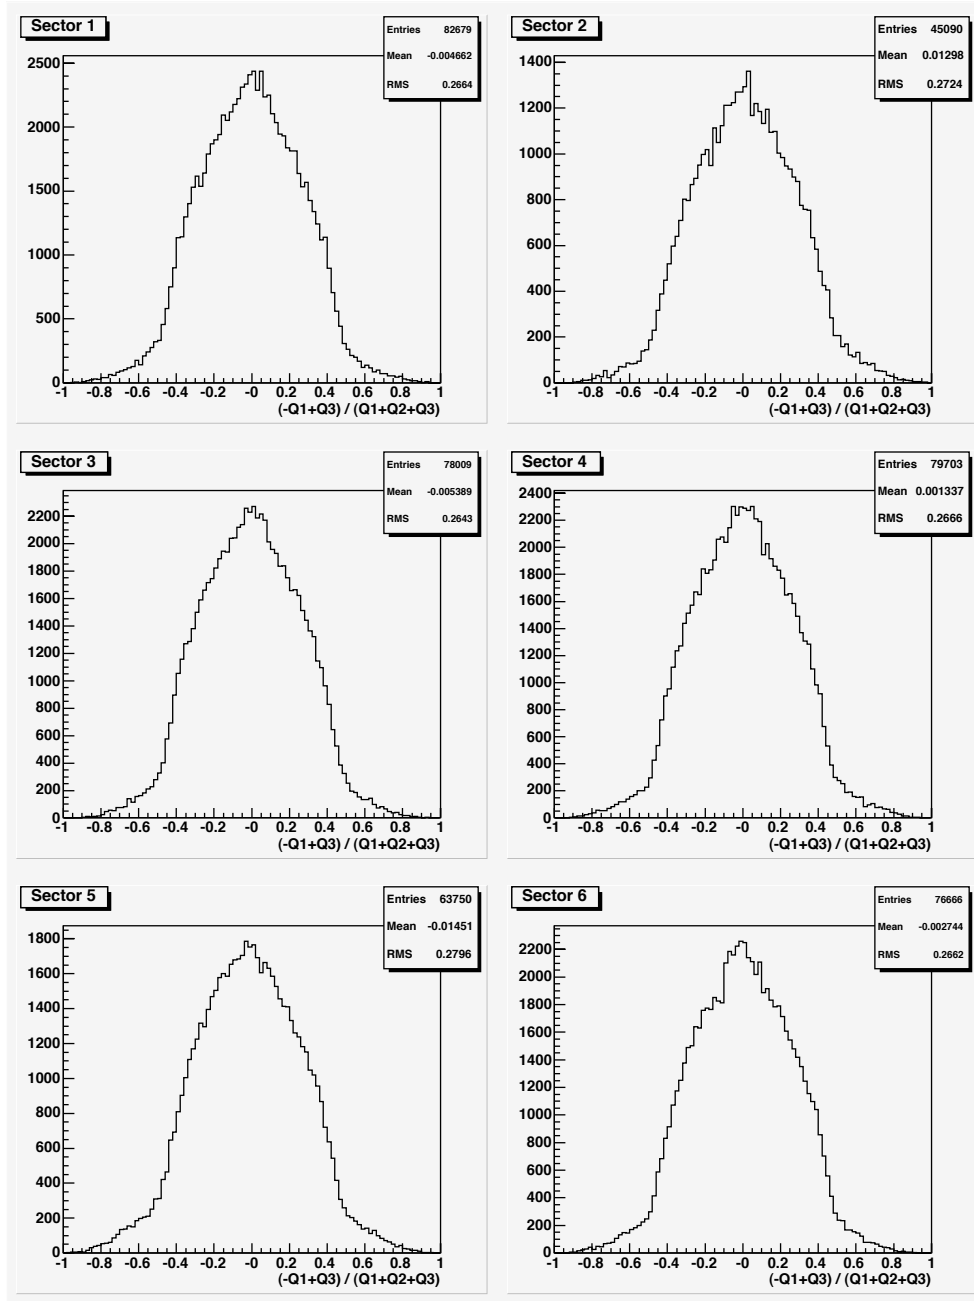 Sector 1
Entries 82679
Mean -0.004662
RMS 0.2664
2500
2000
1500
1000
500
0
-1 -0.8 -0.6 -0.4 -0.2 -0 0.2 0.4 0.6 0.8 1
(-Q1+Q3) / (Q1+Q2+Q3)
Sector 2
Entries 45090
Mean 0.01298
RMS 0.2724
1400
1200
1000
800
600
400
200
0
-1 -0.8 -0.6 -0.4 -0.2 -0 0.2 0.4 0.6 0.8 1
(-Q1+Q3) / (Q1+Q2+Q3)
Sector 3
Entries 78009
Mean -0.005389
RMS 0.2643
2200
2000
1800
1600
1400
1200
1000
800
600
400
200
0
-1 -0.8 -0.6 -0.4 -0.2 -0 0.2 0.4 0.6 0.8 1
(-Q1+Q3) / (Q1+Q2+Q3)
Sector 4
Entries 79703
Mean 0.001337
RMS 0.2666
2400
2200
2000
1800
1600
1400
1200
1000
800
600
400
200
0
-1 -0.8 -0.6 -0.4 -0.2 -0 0.2 0.4 0.6 0.8 1
(-Q1+Q3) / (Q1+Q2+Q3)
Sector 5
Entries 63750
Mean -0.01451
RMS 0.2796
1800
1600
1400
1200
1000
800
600
400
200
0
-1 -0.8 -0.6 -0.4 -0.2 -0 0.2 0.4 0.6 0.8 1
(-Q1+Q3) / (Q1+Q2+Q3)
Sector 6
Entries 76666
Mean -0.002744
RMS 0.2662
2200
2000
1800
1600
1400
1200
1000
800
600
400
200
0
-1 -0.8 -0.6 -0.4 -0.2 -0 0.2 0.4 0.6 0.8 1
(-Q1+Q3) / (Q1+Q2+Q3)